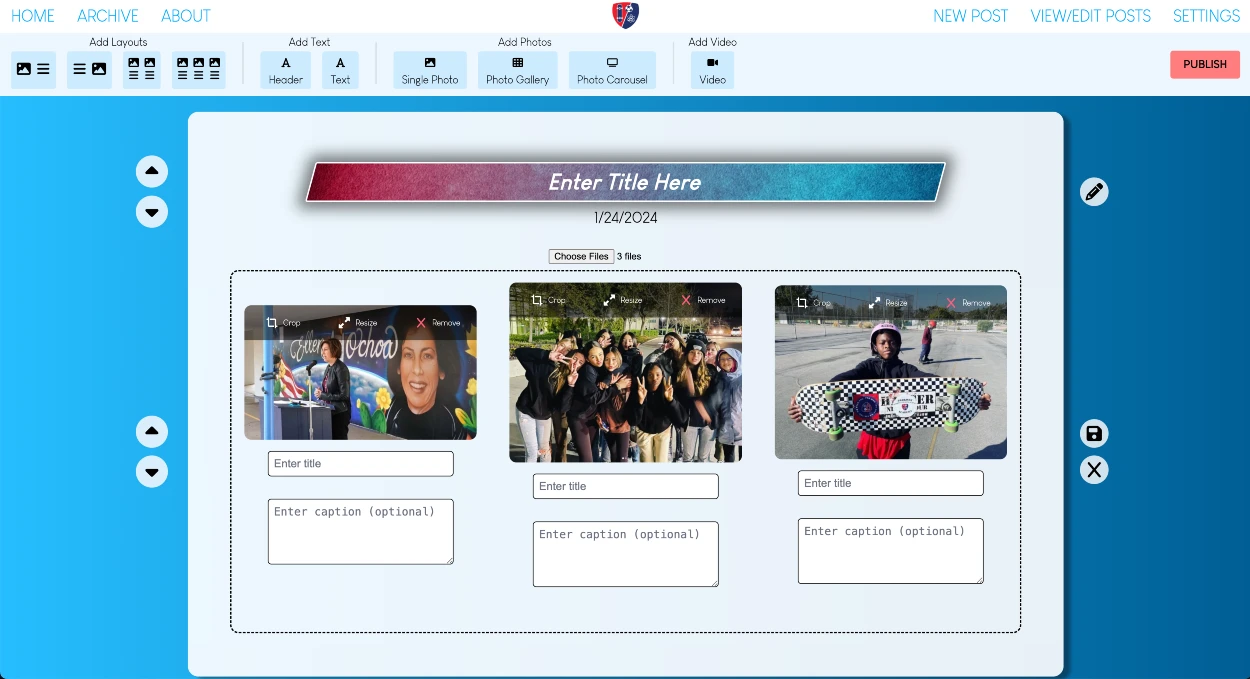 HOME ARCHIVE ABOUT NEW POST VIEW/EDIT POSTS SETTINGS
Add Layouts Add Text Add Photos Add Video
Header Text Single Photo Photo Gallery Photo Carousel Video PUBLISH
Enter Title Here
1/24/2024
Choose Files 3 files
Crop Resize Remove
Crop Resize Remove
Crop Resize Remove
Ellen Ochoa
Enter title
Enter caption (optional)
Enter title
Enter caption (optional)
Enter title
Enter caption (optional)